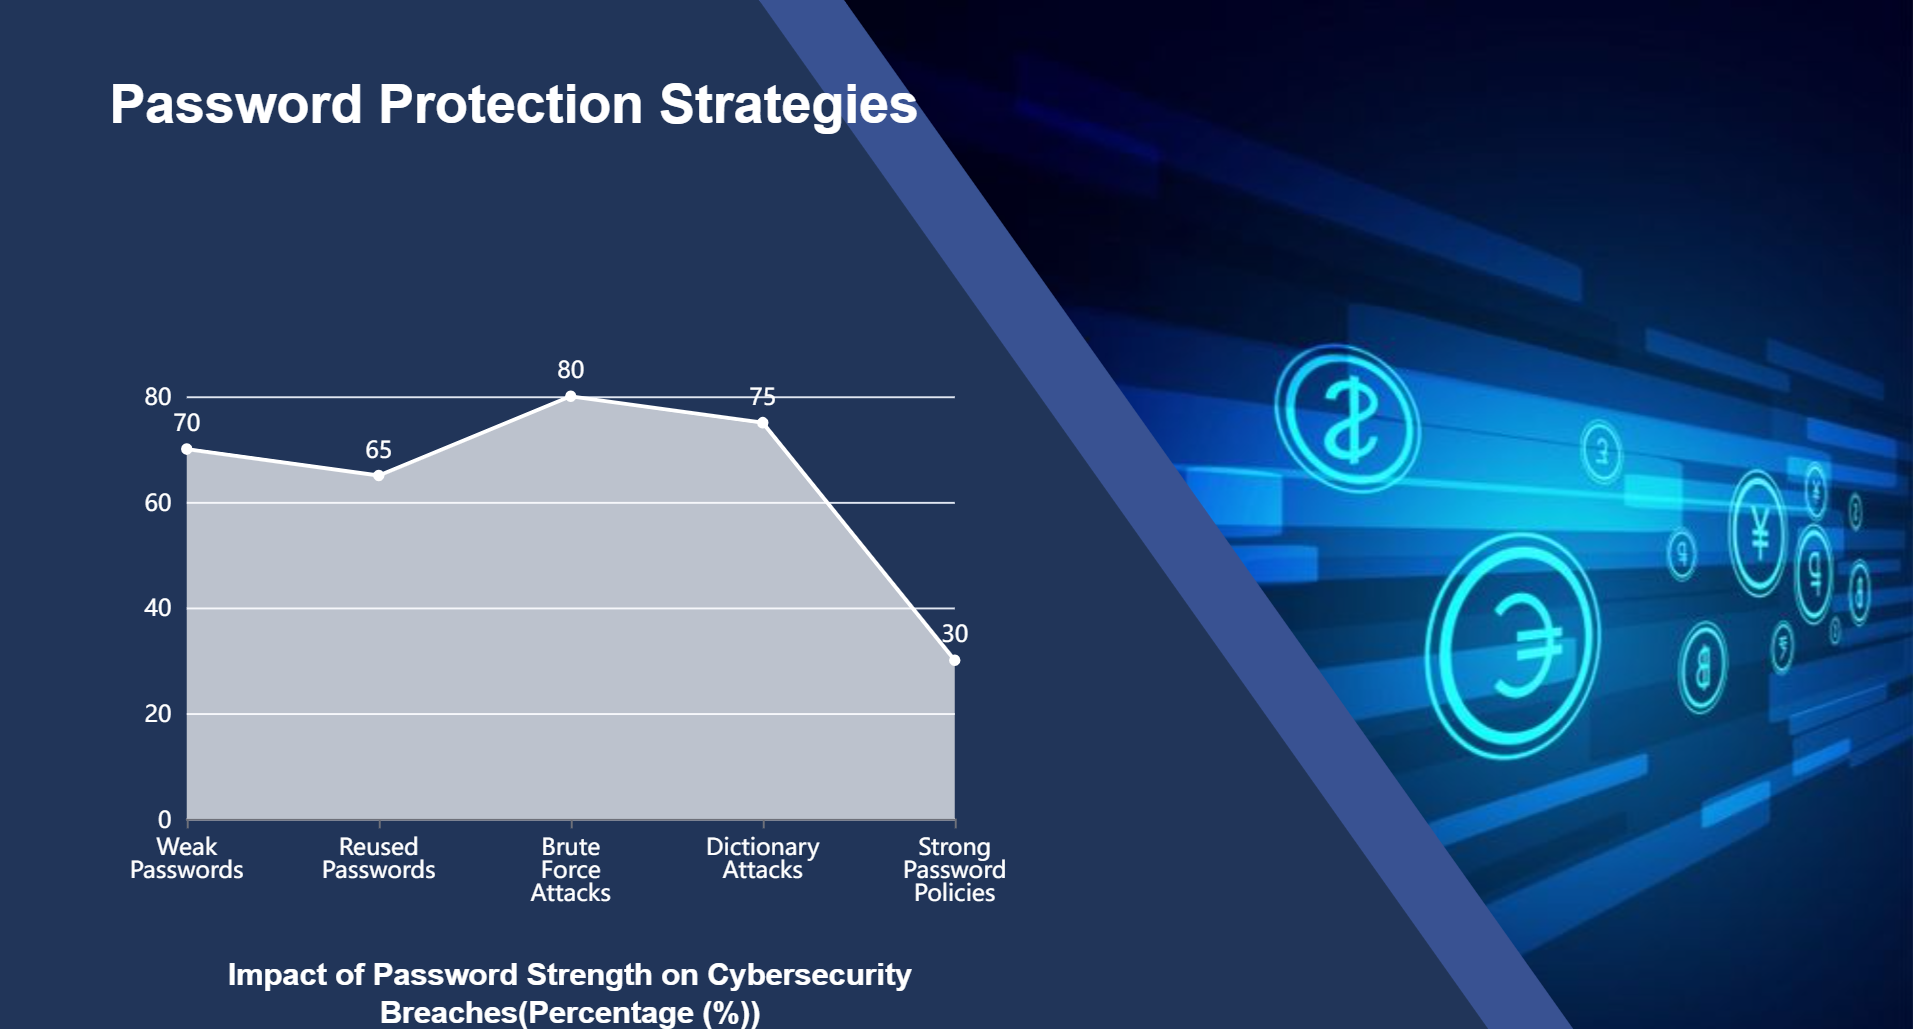 Password Protection Strategies
80
70
65
80
75
60
40
30
20
0
Weak
Passwords
Reused
Passwords
Brute
Force
Attacks
Dictionary
Attacks
Strong
Password
Policies
Impact of Password Strength on Cybersecurity
Breaches(Percentage (%))